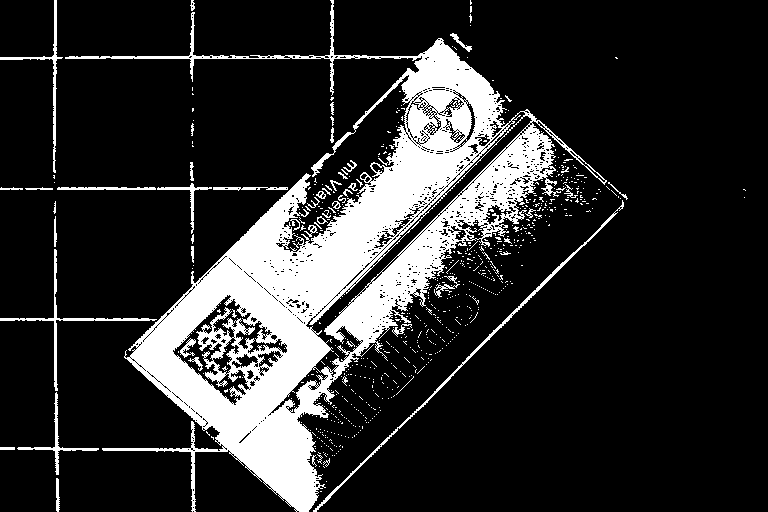 ASPIRIN®
PLUS C
10 Brausetabletten
mit Vitamin C
BAYER